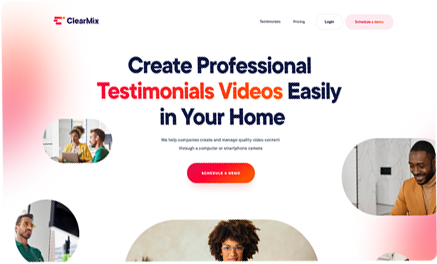 ClearMix
Testimonials Pricing Login Schedule a demo
Create Professional
Testimonials Videos Easily
in Your Home
We help companies create and manage quality video content
through a computer or smartphone camera
SCHEDULE A DEMO